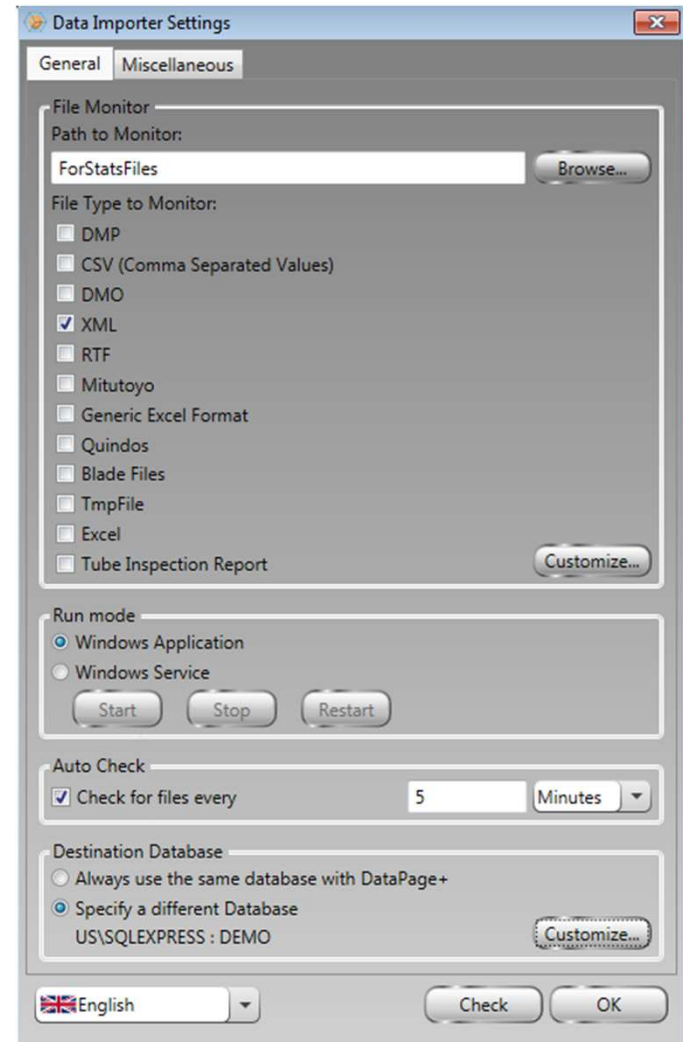 Data Importer Settings
General Miscellaneous
File Monitor
Path to Monitor:
ForStatsFiles Browse...
File Type to Monitor:
DMP
CSV (Comma Separated Values)
DMO
XML
RTF
Mitutoyo
Generic Excel Format
Quindos
Blade Files
TmpFile
Excel
Tube Inspection Report Customize...
Run mode
Windows Application
Windows Service
Start Stop Restart
Auto Check
Check for files every 5 Minutes
Destination Database
Always use the same database with DataPage+
Specify a different Database
US\SQLEXPRESS : DEMO Customize...
English Check OK